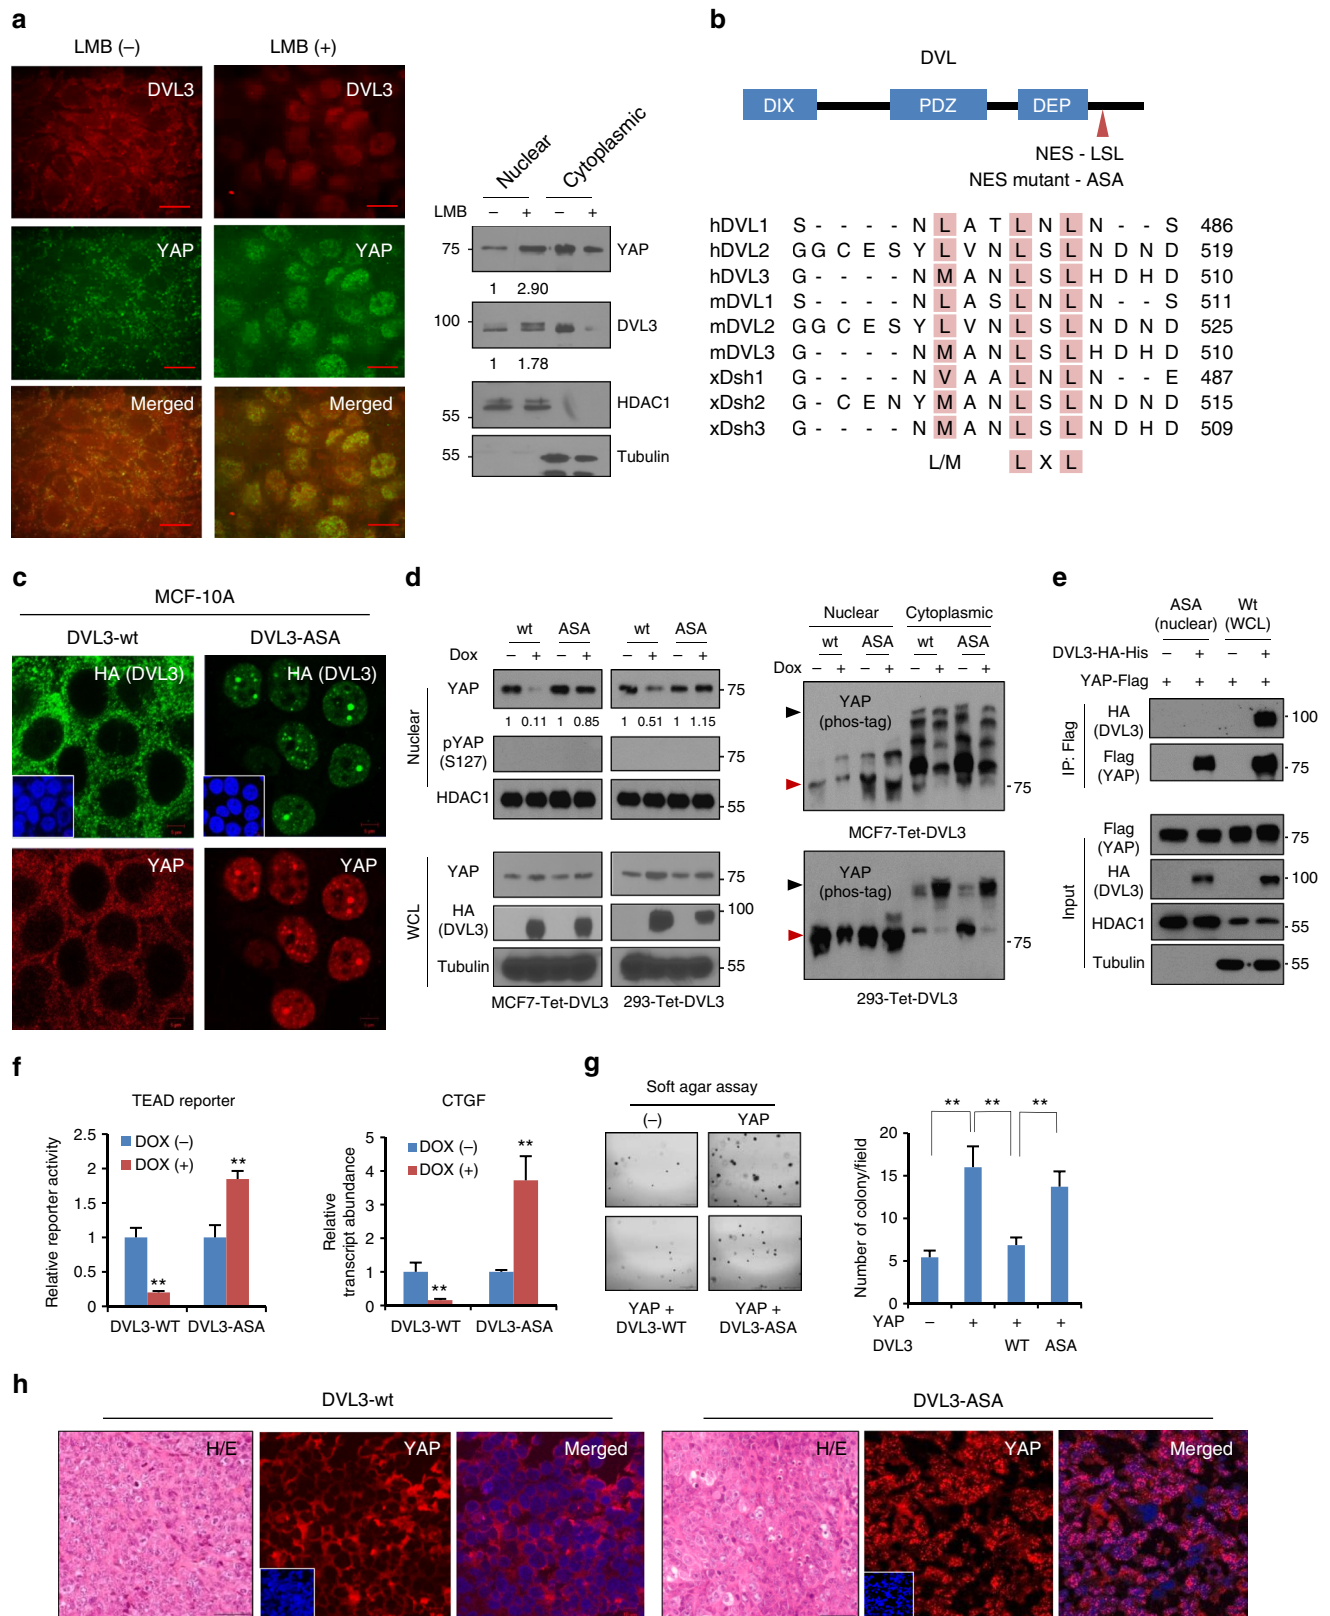 a
LMB (–) LMB (+)
DVL3 DVL3
YAP YAP
Merged Merged
Nuclear Cytoplasmic
LMB – + – +
75 YAP
1 2.90
100 DVL3
1 1.78
55 HDAC1
55 Tubulin
b
DVL
DIX PDZ DEP
NES - LSL
NES mutant - ASA
hDVL1 S - - - - N L A T L N L N - - S 486
hDVL2 G G C E S Y L V N L S L N D N D 519
hDVL3 G - - - - N M A N L S L H D H D 510
mDVL1 S - - - - N L A S L N L N - - S 511
mDVL2 G G C E S Y L V N L S L N D N D 525
mDVL3 G - - - - N M A N L S L H D H D 510
xDsh1 G - - - - N V A A L N L N - - E 487
xDsh2 G - C E N Y M A N L S L N D N D 515
xDsh3 G - - - - N M A N L S L N D H D 509
L/M L X L
c
MCF-10A
DVL3-wt DVL3-ASA
HA (DVL3) HA (DVL3)
YAP YAP
d
wt ASA wt ASA
Dox – + – + – + – +
Nuclear
YAP 75
1 0.11 1 0.85 1 0.51 1 1.15
pYAP
(S127) 75
HDAC1 55
WCL
YAP 75
HA
(DVL3) 100
Tubulin 55
MCF7-Tet-DVL3 293-Tet-DVL3
Nuclear Cytoplasmic
wt ASA wt ASA
Dox – + – + – + – +
YAP
(phos-tag)
75
MCF7-Tet-DVL3
YAP
(phos-tag)
75
293-Tet-DVL3
e
ASA
(nuclear)
Wt
(WCL)
DVL3-HA-His – + – +
YAP-Flag + + + +
IP: Flag
HA
(DVL3) 100
Flag
(YAP) 75
Input
Flag
(YAP) 75
HA
(DVL3) 100
HDAC1 55
Tubulin 55
f
TEAD reporter
Relative reporter activity
2.5
2
1.5
1
0.5
0
DOX (–)
DOX (+)
** **
DVL3-WT DVL3-ASA
CTGF
Relative
transcript abundance
5
4
3
2
1
0
DOX (–)
DOX (+)
** **
DVL3-WT DVL3-ASA
g
Soft agar assay
(–) YAP
YAP +
DVL3-WT
YAP +
DVL3-ASA
Number of colony/field
20
15
10
5
0
** ** **
YAP – + + +
DVL3 WT ASA
h
DVL3-wt DVL3-ASA
H/E YAP Merged H/E YAP Merged